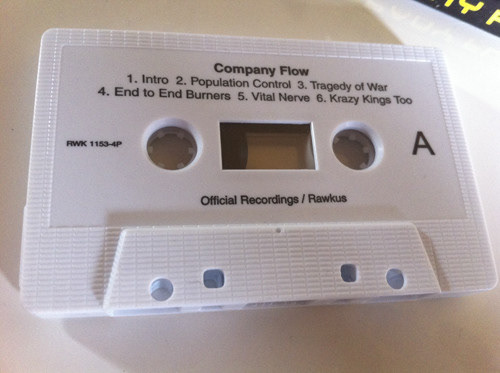 Company Flow
1. Intro 2. Population Control 3. Tragedy of War
4. End to End Burners 5. Vital Nerve 6. Krazy Kings Too
RWK 1153-4P
A
Official Recordings / Rawkus